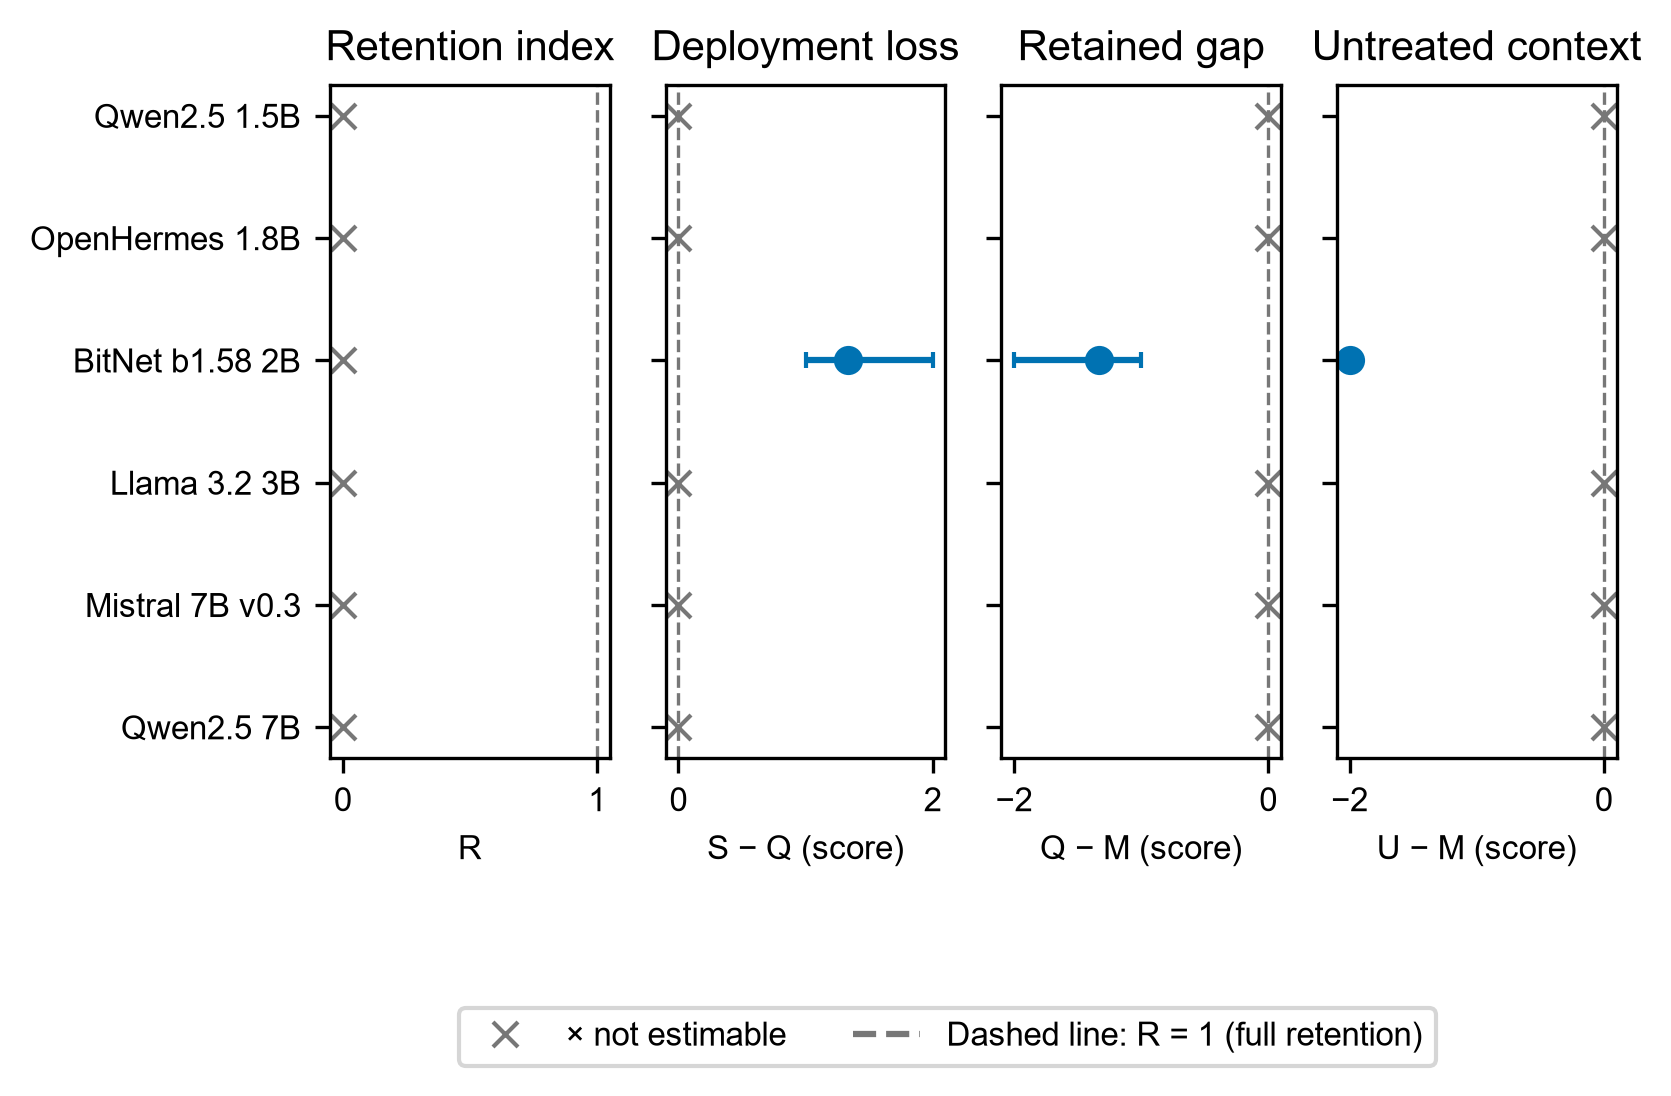 Retention index
Deployment loss
Retained gap
Untreated context
Qwen2.5 1.5B
OpenHermes 1.8B
BitNet b1.58 2B
Llama 3.2 3B
Mistral 7B v0.3
Qwen2.5 7B
0 1
0 2
−2 0
−2 0
R
S − Q (score)
Q − M (score)
U − M (score)
× not estimable
Dashed line: R = 1 (full retention)